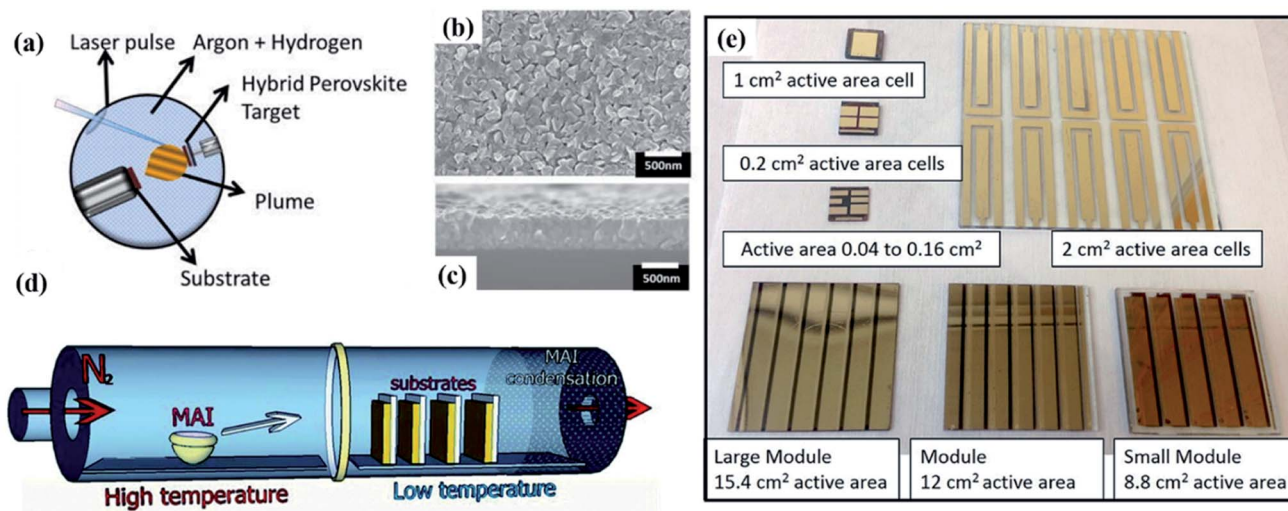 (a)
Laser pulse
Argon + Hydrogen
Hybrid Perovskite
Target
Plume
Substrate
(b)
500nm
(c)
500nm
(d)
N2
MAI
substrates
MAI
condensation
High temperature
Low temperature
(e)
1 cm² active area cell
0.2 cm² active area cells
Active area 0.04 to 0.16 cm²
2 cm² active area cells
Large Module
15.4 cm² active area
Module
12 cm² active area
Small Module
8.8 cm² active area